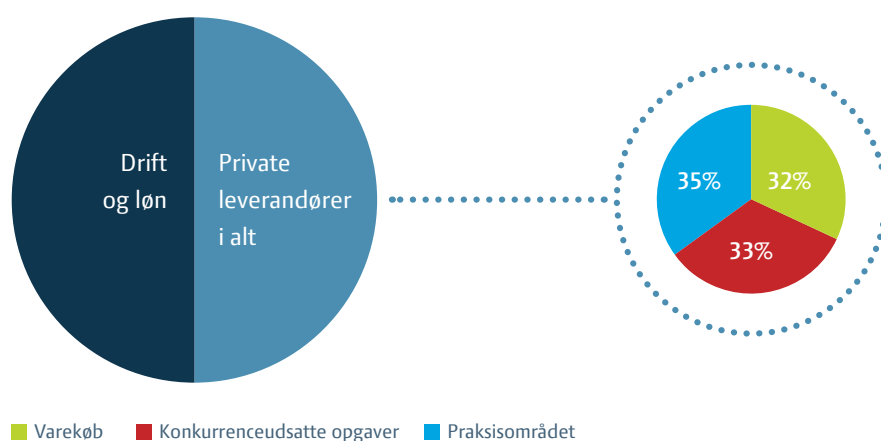 Drift
og løn
Private
leverandører
i alt
35%
32%
33%
Varekøb
Konkurrenceudsatte opgaver
Praksisområdet